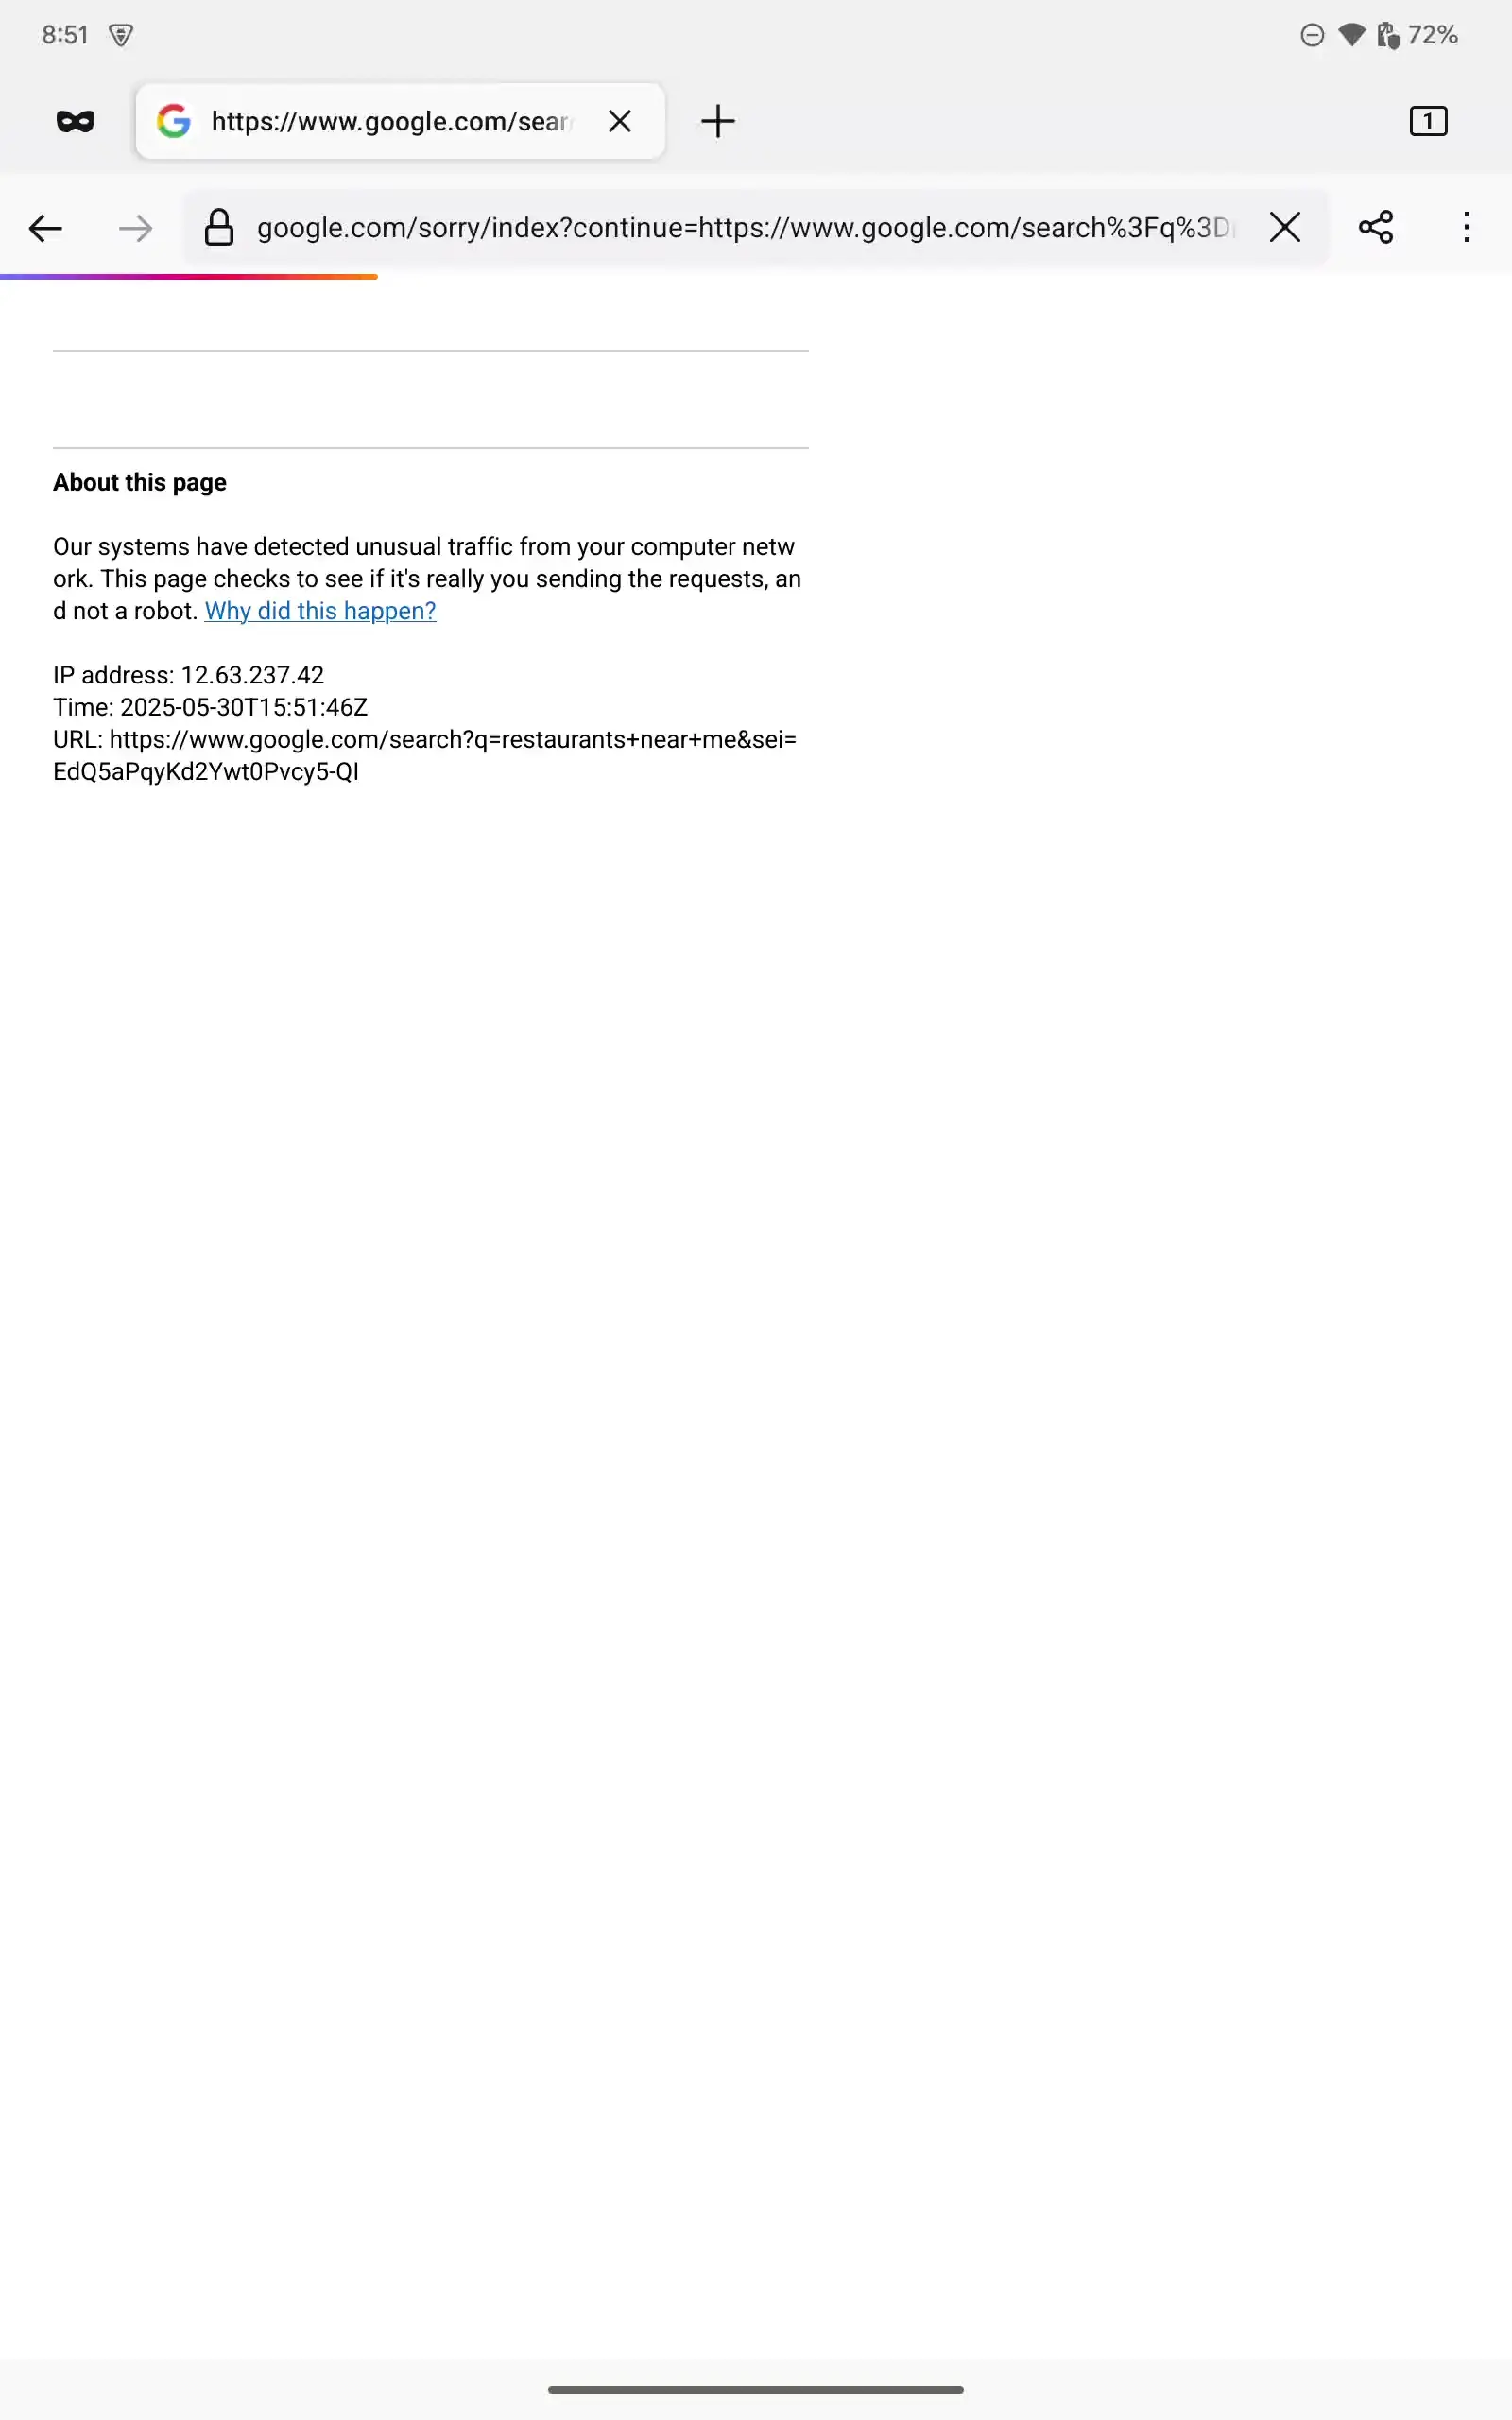 8:51
72%
https://www.google.com/sear
1
google.com/sorry/index?continue=https://www.google.com/search%3Fq%3D
About this page
Our systems have detected unusual traffic from your computer netw
ork. This page checks to see if it's really you sending the requests, an
d not a robot. Why did this happen?
IP address: 12.63.237.42
Time: 2025-05-30T15:51:46Z
URL: https://www.google.com/search?q=restaurants+near+me&sei=
EdQ5aPqyKd2Ywt0Pvcy5-QI